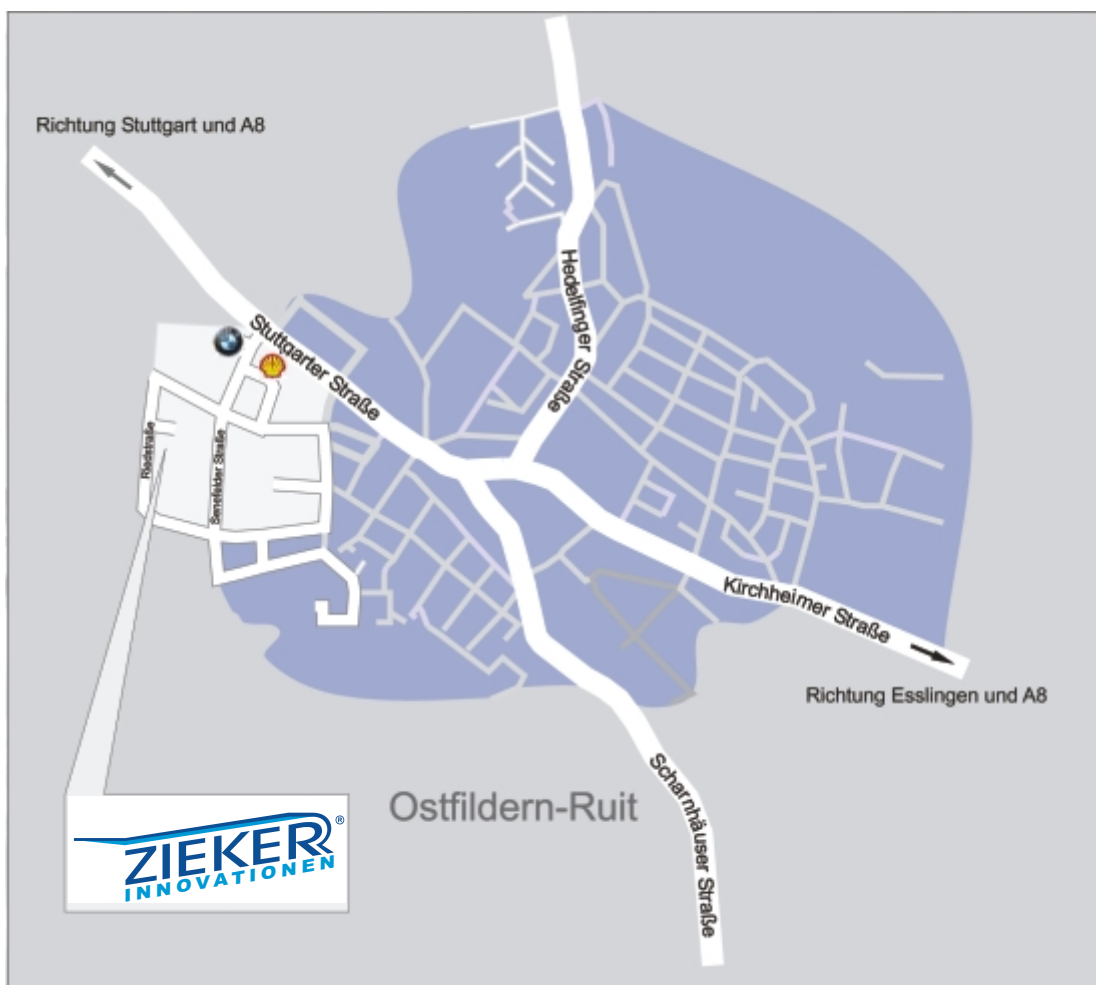 Richtung Stuttgart und A8
Hedelfinger Straße
Stuttgarter Straße
Riedstraße
Senefelder Straße
Kirchheimer Straße
Richtung Esslingen und A8
Scharnhäuser Straße
Ostfildern-Ruit
ZIEKER®
INNOVATIONEN